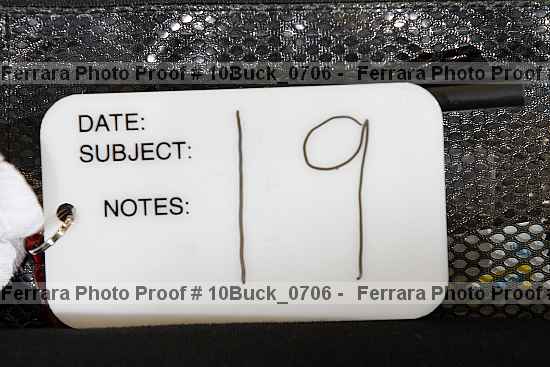 Ferrara Photo Proof # 10Buck_0706 - Ferrara Photo Proof #
DATE:
SUBJECT:
19
NOTES:
Ferrara Photo Proof # 10Buck_0706 - Ferrara Photo Proof #